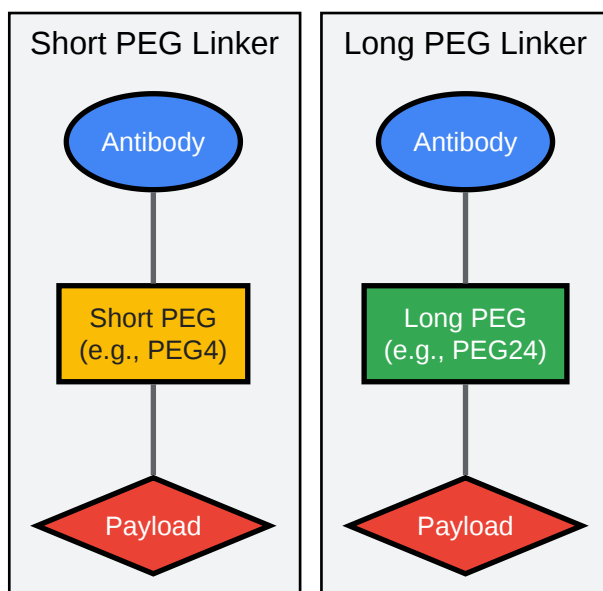 Short PEG Linker
Antibody
Short PEG
(e.g., PEG4)
Payload
Long PEG Linker
Antibody
Long PEG
(e.g., PEG24)
Payload